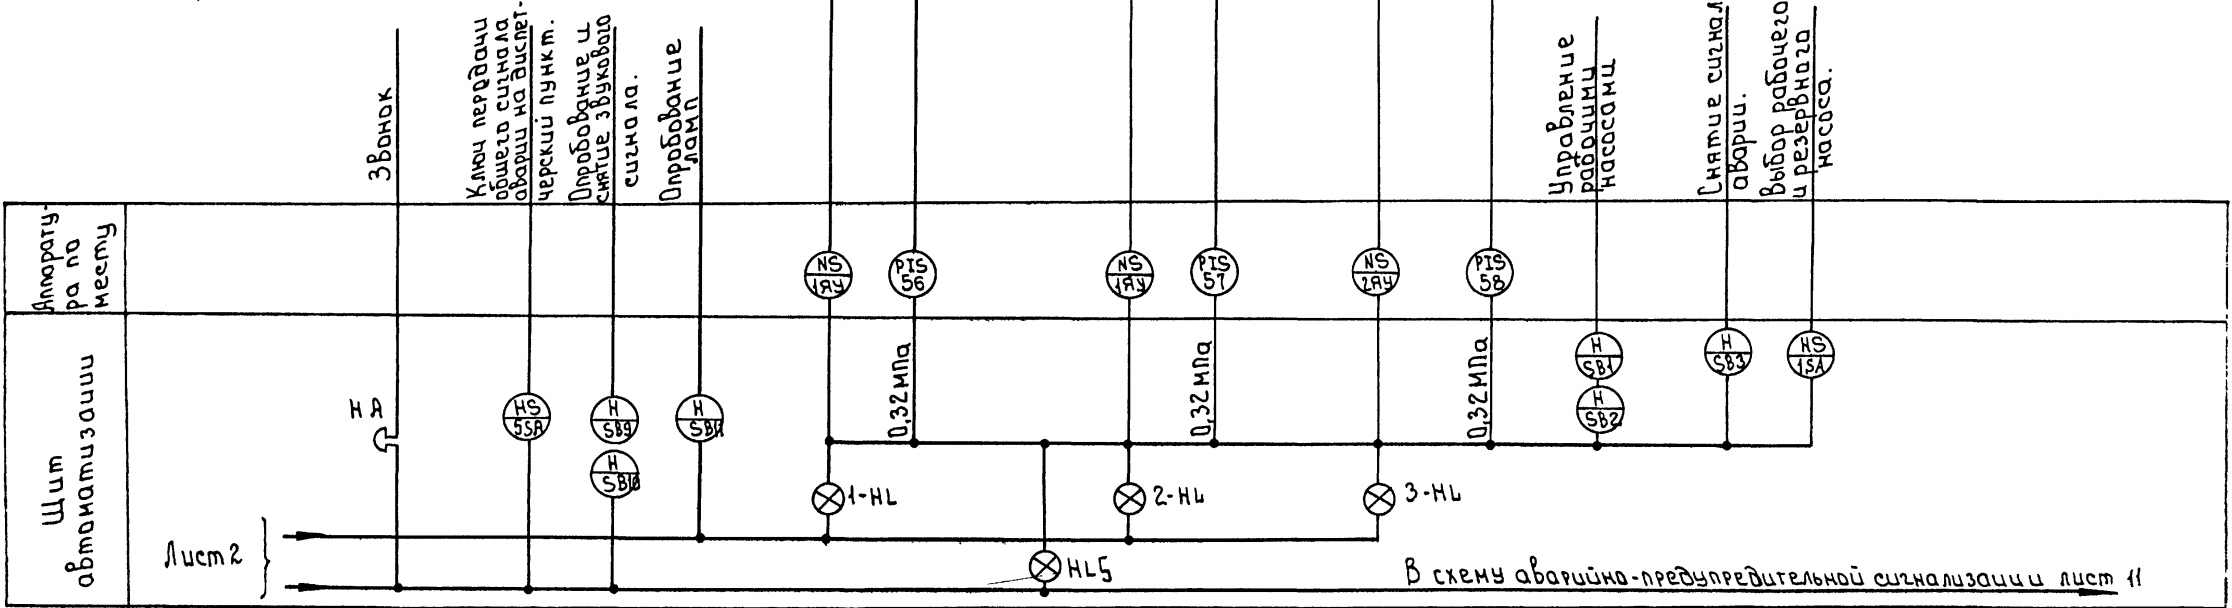 Звонок
Ключ передачи
общего сигнала
аварии на диспет-
черский пункт.
Опробование и
снятие звукового
сигнала.
Опробование
ламп
Управление
рабочими
насосами
Снятие сигнал
аварии.
Выбор рабочего
и резервного
насоса.
Аппарату-
ра по
месту
NS
1ЯУ
PIS
56
NS
1ЯУ
PIS
57
NS
2ЯУ
PIS
58
Щит
автоматизации
НА
HS
5SA
H
SB9
H
SB10
H
SB11
0,32 мПа
0,32 мПа
0,32 мПа
H
SB1
H
SB2
H
SB3
HS
1SA
1-HL
2-HL
3-HL
Лист 2
HL5
В схему аварийно-предупредительной сигнализации лист 11